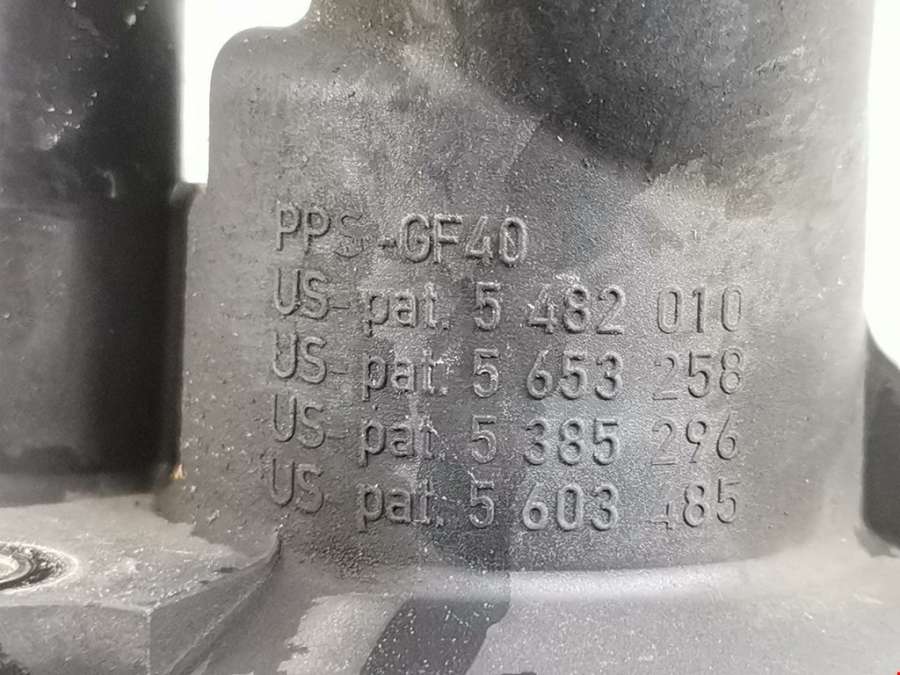 PPS-GF40
US-pat. 5 482 010
US-pat. 5 653 258
US-pat. 5 385 296
US pat. 5 603 485